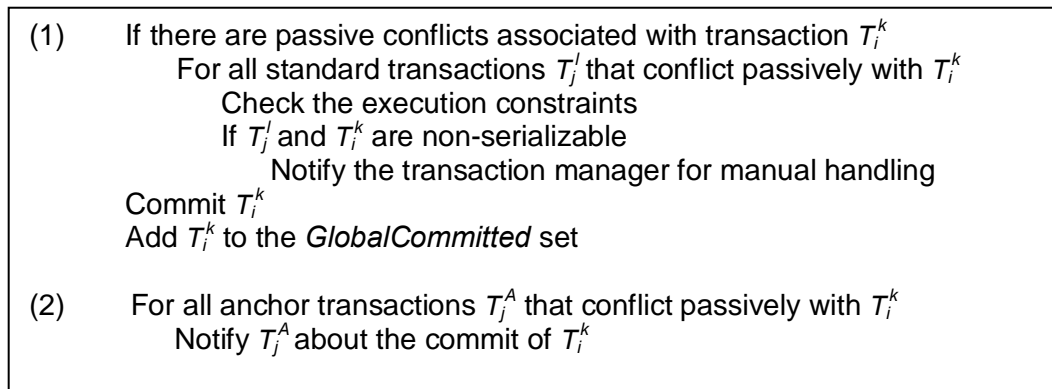 (1) If there are passive conflicts associated with transaction T_i^k
For all standard transactions T_j^l that conflict passively with T_i^k
Check the execution constraints
If T_j^l and T_i^k are non-serializable
Notify the transaction manager for manual handling
Commit T_i^k
Add T_i^k to the GlobalCommitted set
(2) For all anchor transactions T_j^A that conflict passively with T_i^k
Notify T_j^A about the commit of T_i^k